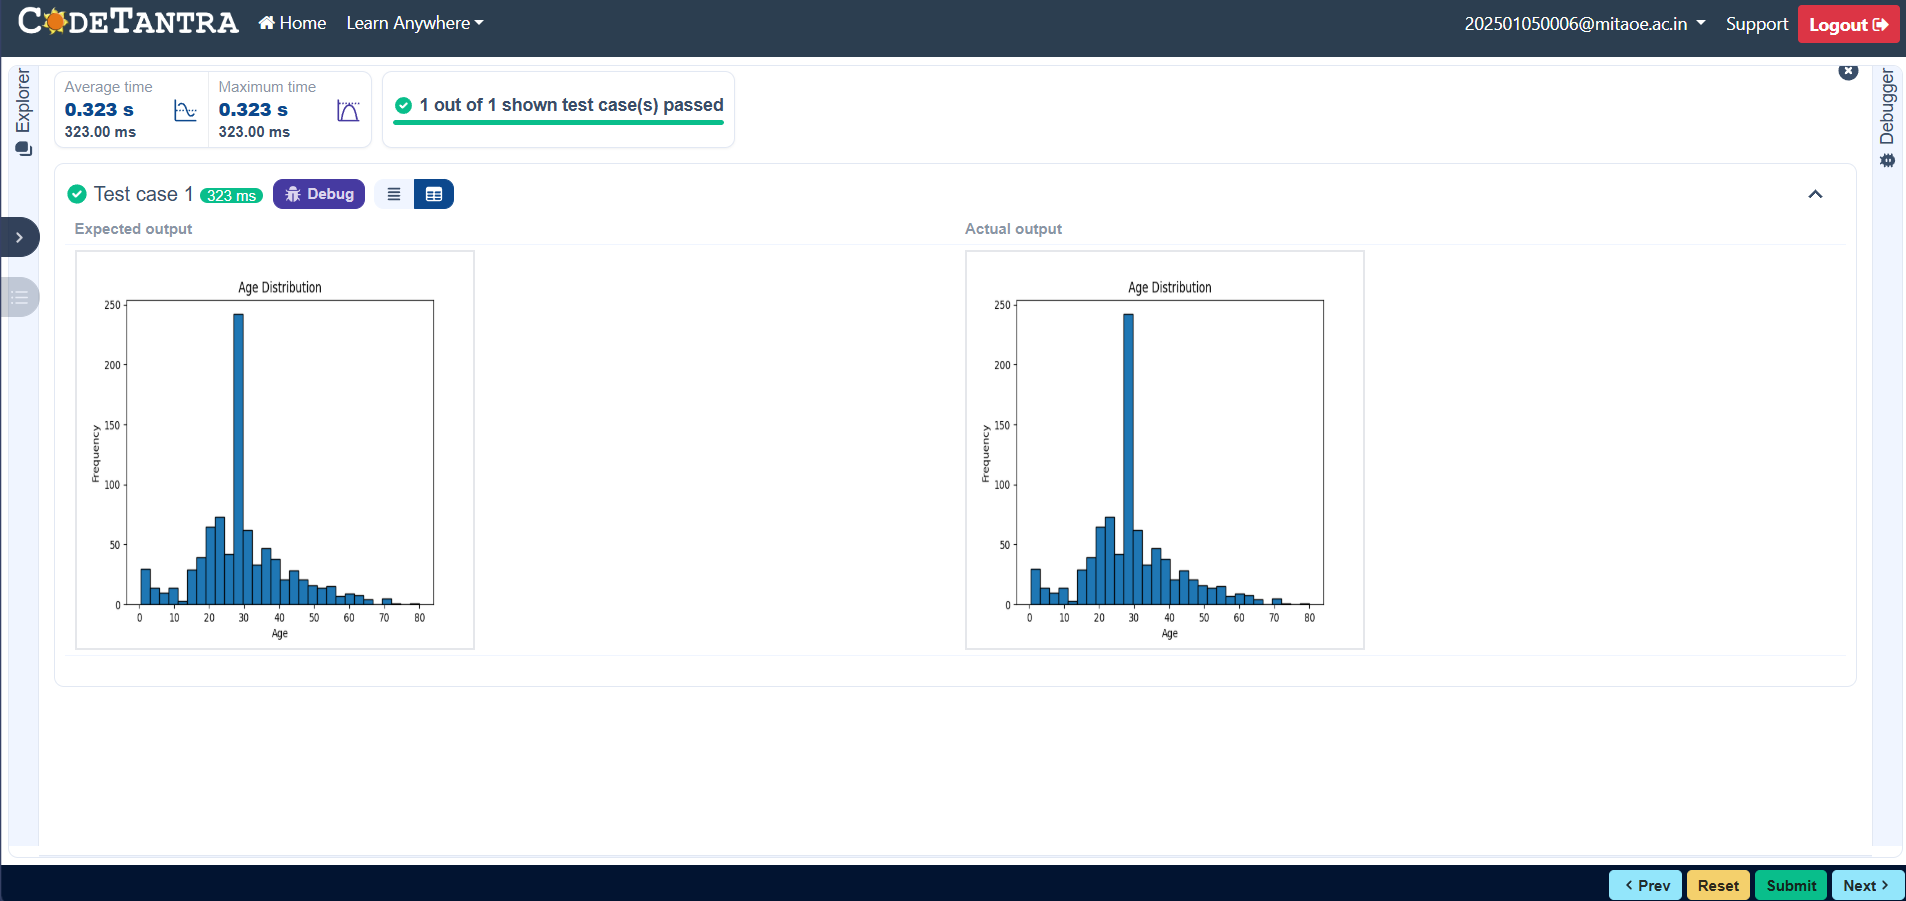 CODETANTRA Home Learn Anywhere 202501050006@mitaoe.ac.in Support Logout
Explorer
Debugger
Average time
0.323 s
323.00 ms
Maximum time
0.323 s
323.00 ms
1 out of 1 shown test case(s) passed
Test case 1 323 ms Debug
Expected output
Age Distribution
250
200
150
100
50
0
Frequency
0 10 20 30 40 50 60 70 80
Age
Actual output
Age Distribution
250
200
150
100
50
0
Frequency
0 10 20 30 40 50 60 70 80
Age
Prev Reset Submit Next